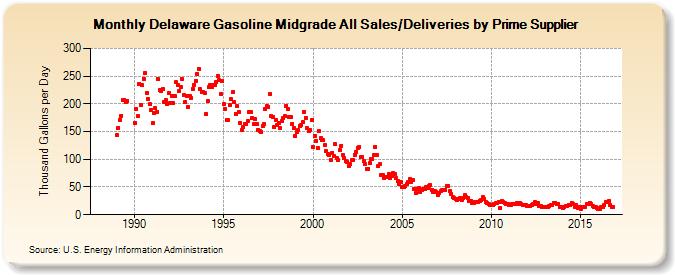 Monthly Delaware Gasoline Midgrade All Sales/Deliveries by Prime Supplier
Thousand Gallons per Day
300
250
200
150
100
50
0
1990 1995 2000 2005 2010 2015
Source: U.S. Energy Information Administration